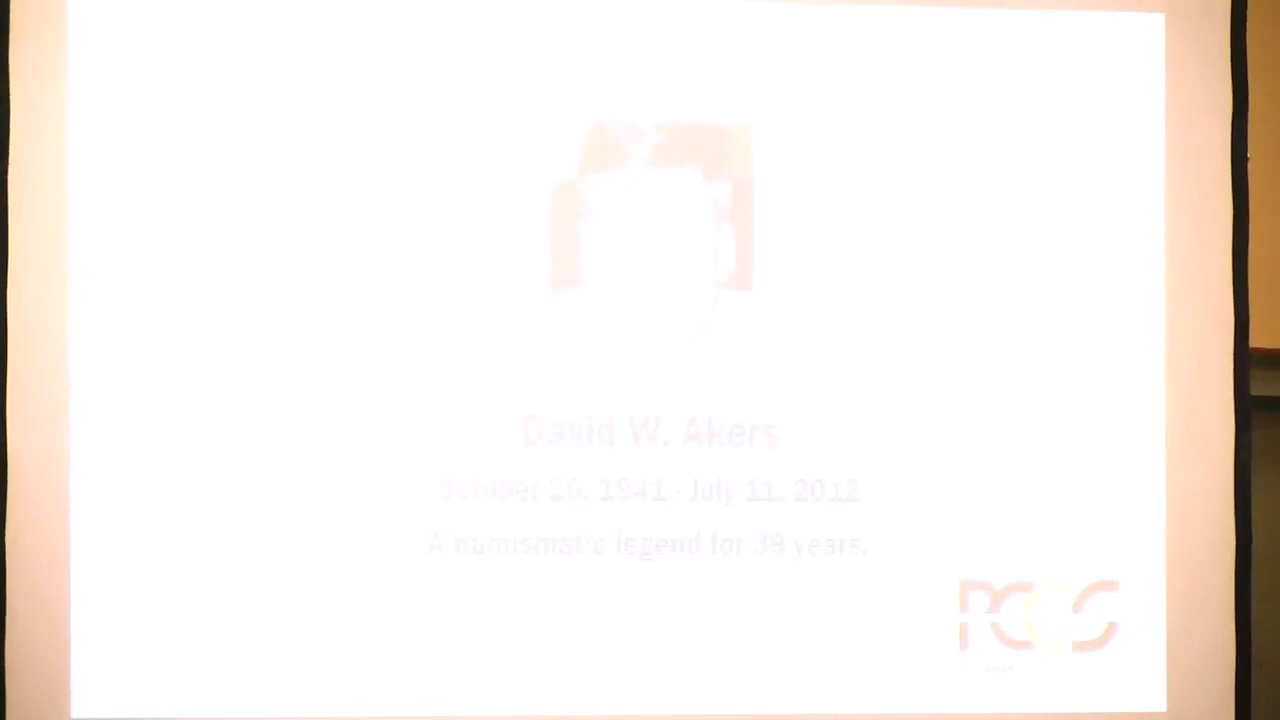 David W. Akers
October 26, 1941 - July 11, 2012
A numismatic legend for 39 years.
PCGS